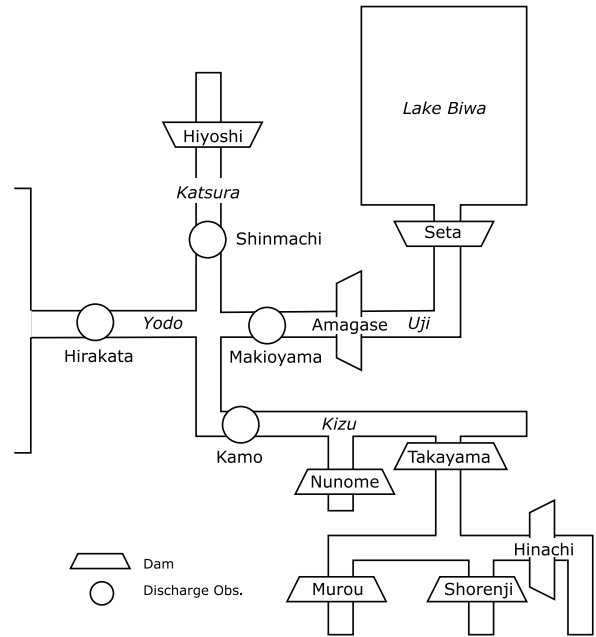 Lake Biwa
Hiyoshi
Katsura
Seta
Shinmachi
Yodo
Amagase
Uji
Hirakata
Makioyama
Kizu
Kamo
Takayama
Nunome
Hinachi
Dam
Murou
Shorenji
Discharge Obs.